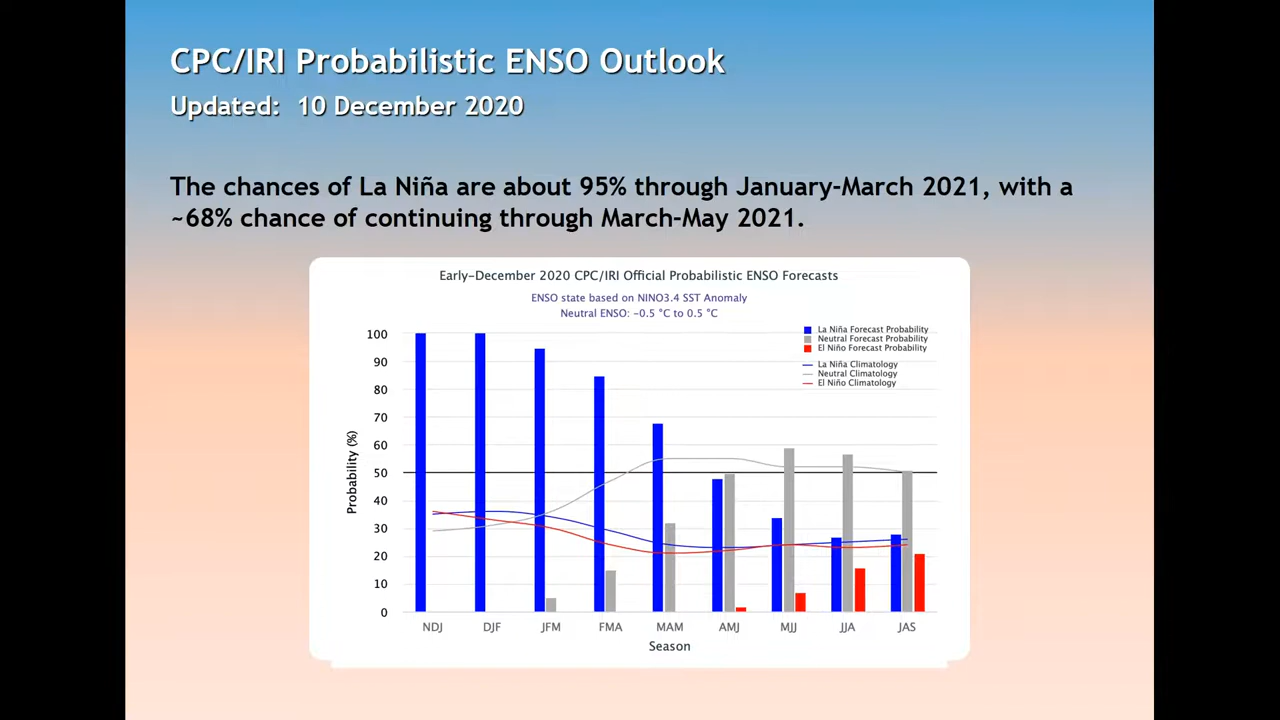 CPC/IRI Probabilistic ENSO Outlook
Updated: 10 December 2020
The chances of La Niña are about 95% through January-March 2021, with a
~68% chance of continuing through March-May 2021.
Early-December 2020 CPC/IRI Official Probabilistic ENSO Forecasts
ENSO state based on NINO3.4 SST Anomaly
Neutral ENSO: -0.5 °C to 0.5 °C
La Niña Forecast Probability
Neutral Forecast Probability
El Niño Forecast Probability
La Niña Climatology
Neutral Climatology
El Niño Climatology
Probability (%)
100
90
80
70
60
50
40
30
20
10
0
NDJ DJF JFM FMA MAM AMJ MJJ JJA JAS
Season